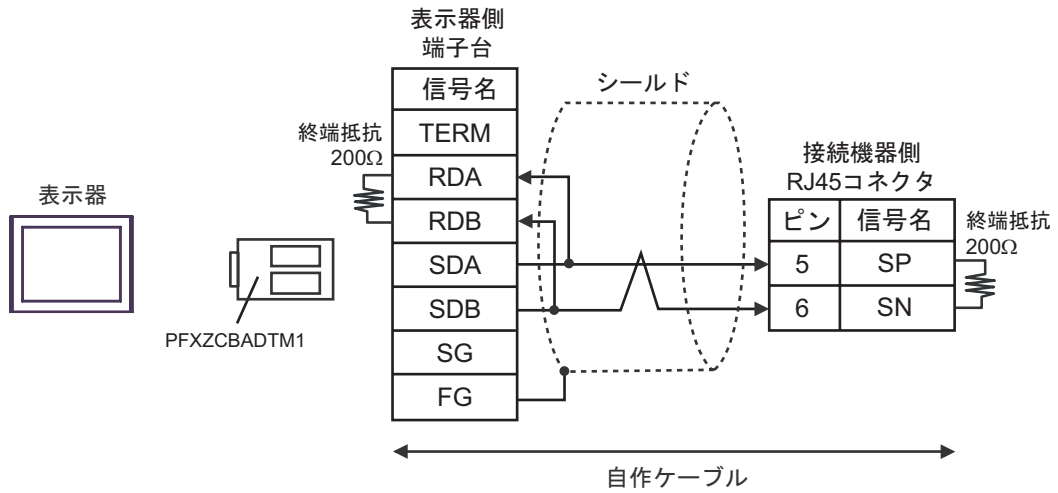 表示器
PFXZCBADTM1
終端抵抗
200Ω
表示器側
端子台
信号名
TERM
RDA
RDB
SDA
SDB
SG
FG
シールド
接続機器側
RJ45コネクタ
ピン 信号名
5 SP
6 SN
終端抵抗
200Ω
自作ケーブル